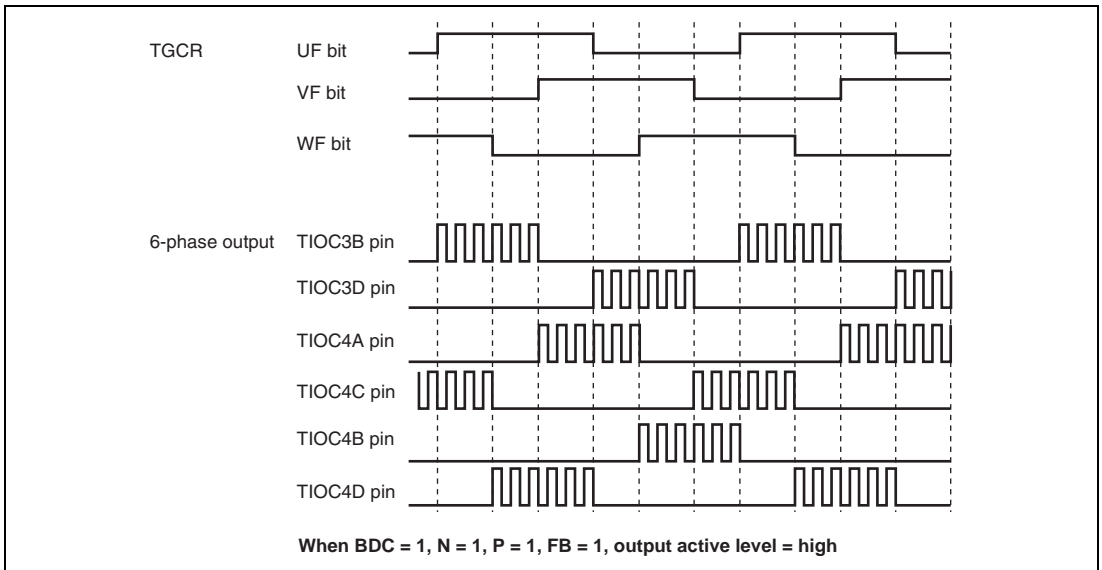 TGCR UF bit
VF bit
WF bit
6-phase output TIOC3B pin
TIOC3D pin
TIOC4A pin
TIOC4C pin
TIOC4B pin
TIOC4D pin
When BDC = 1, N = 1, P = 1, FB = 1, output active level = high